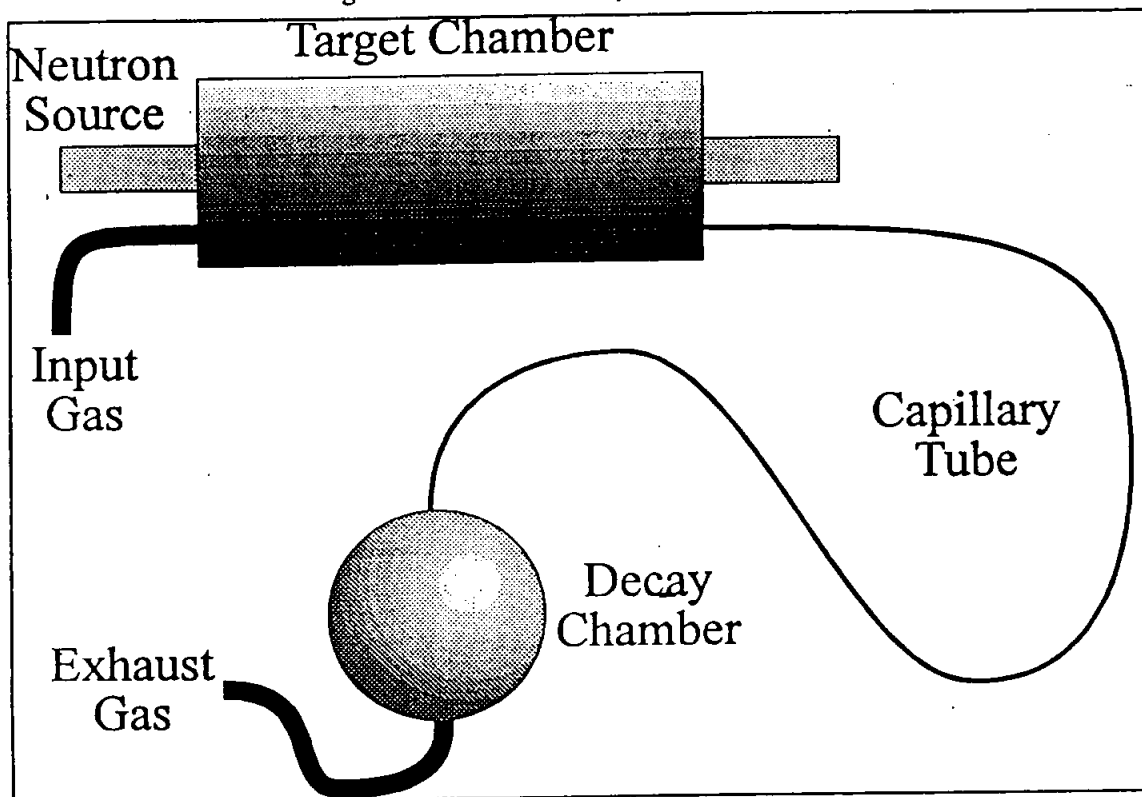 Target Chamber
Neutron
Source
Input
Gas
Capillary
Tube
Decay
Chamber
Exhaust
Gas